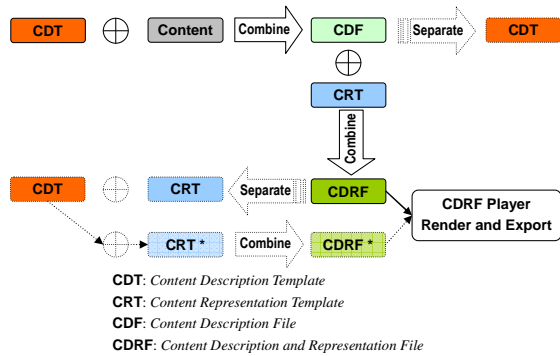 CDT Content Combine CDF Separate CDT
CRT
Combine
CDT CRT Separate CDRF
CDRF Player
Render and Export
CRT * Combine CDRF *
CDT: Content Description Template
CRT: Content Representation Template
CDF: Content Description File
CDRF: Content Description and Representation File